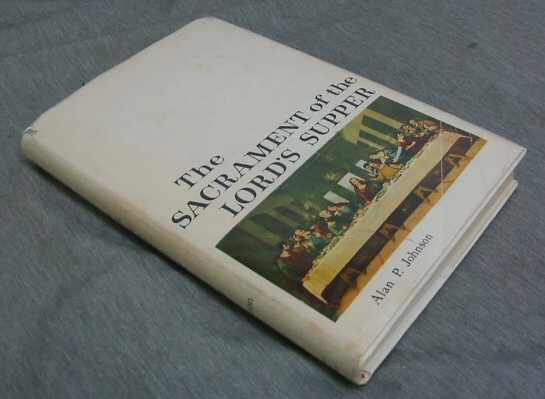 The
SACRAMENT of the
LORD'S SUPPER
Alan P. Johnson